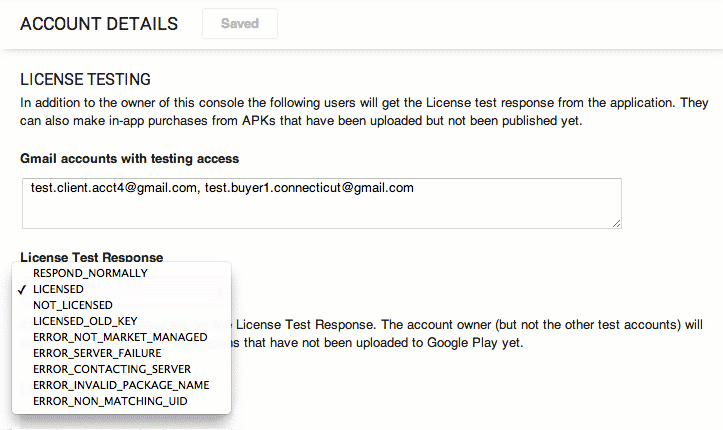 ACCOUNT DETAILS Saved
LICENSE TESTING
In addition to the owner of this console the following users will get the License test response from the application. They
can also make in-app purchases from APKs that have been uploaded but not been published yet.
Gmail accounts with testing access
test.client.acct4@gmail.com, test.buyer1.connecticut@gmail.com
License Test Response
RESPOND_NORMALLY
✓ LICENSED
NOT_LICENSED
LICENSED_OLD_KEY
License Test Response. The account owner (but not the other test accounts) will
ERROR_NOT_MARKET_MANAGED
that have not been uploaded to Google Play yet.
ERROR_SERVER_FAILURE
ERROR_CONTACTING_SERVER
ERROR_INVALID_PACKAGE_NAME
ERROR_NON_MATCHING_UID